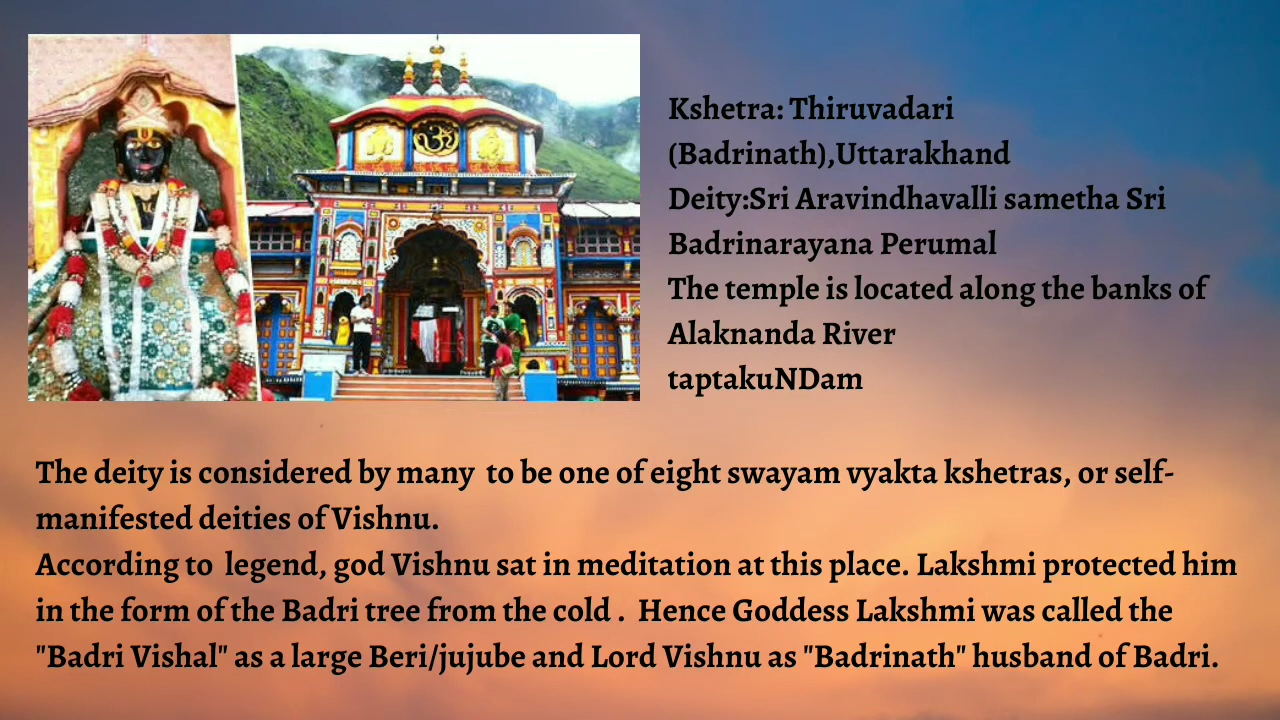 Kshetra: Thiruvadari
(Badrinath),Uttarakhand
Deity:Sri Aravindhavalli sametha Sri
Badrinarayana Perumal
The temple is located along the banks of
Alaknanda River
taptakuNDam
The deity is considered by many  to be one of eight swayam vyakta kshetras, or self-
manifested deities of Vishnu.
According to  legend, god Vishnu sat in meditation at this place. Lakshmi protected him
in the form of the Badri tree from the cold .  Hence Goddess Lakshmi was called the
"Badri Vishal" as a large Beri/jujube and Lord Vishnu as "Badrinath" husband of Badri.